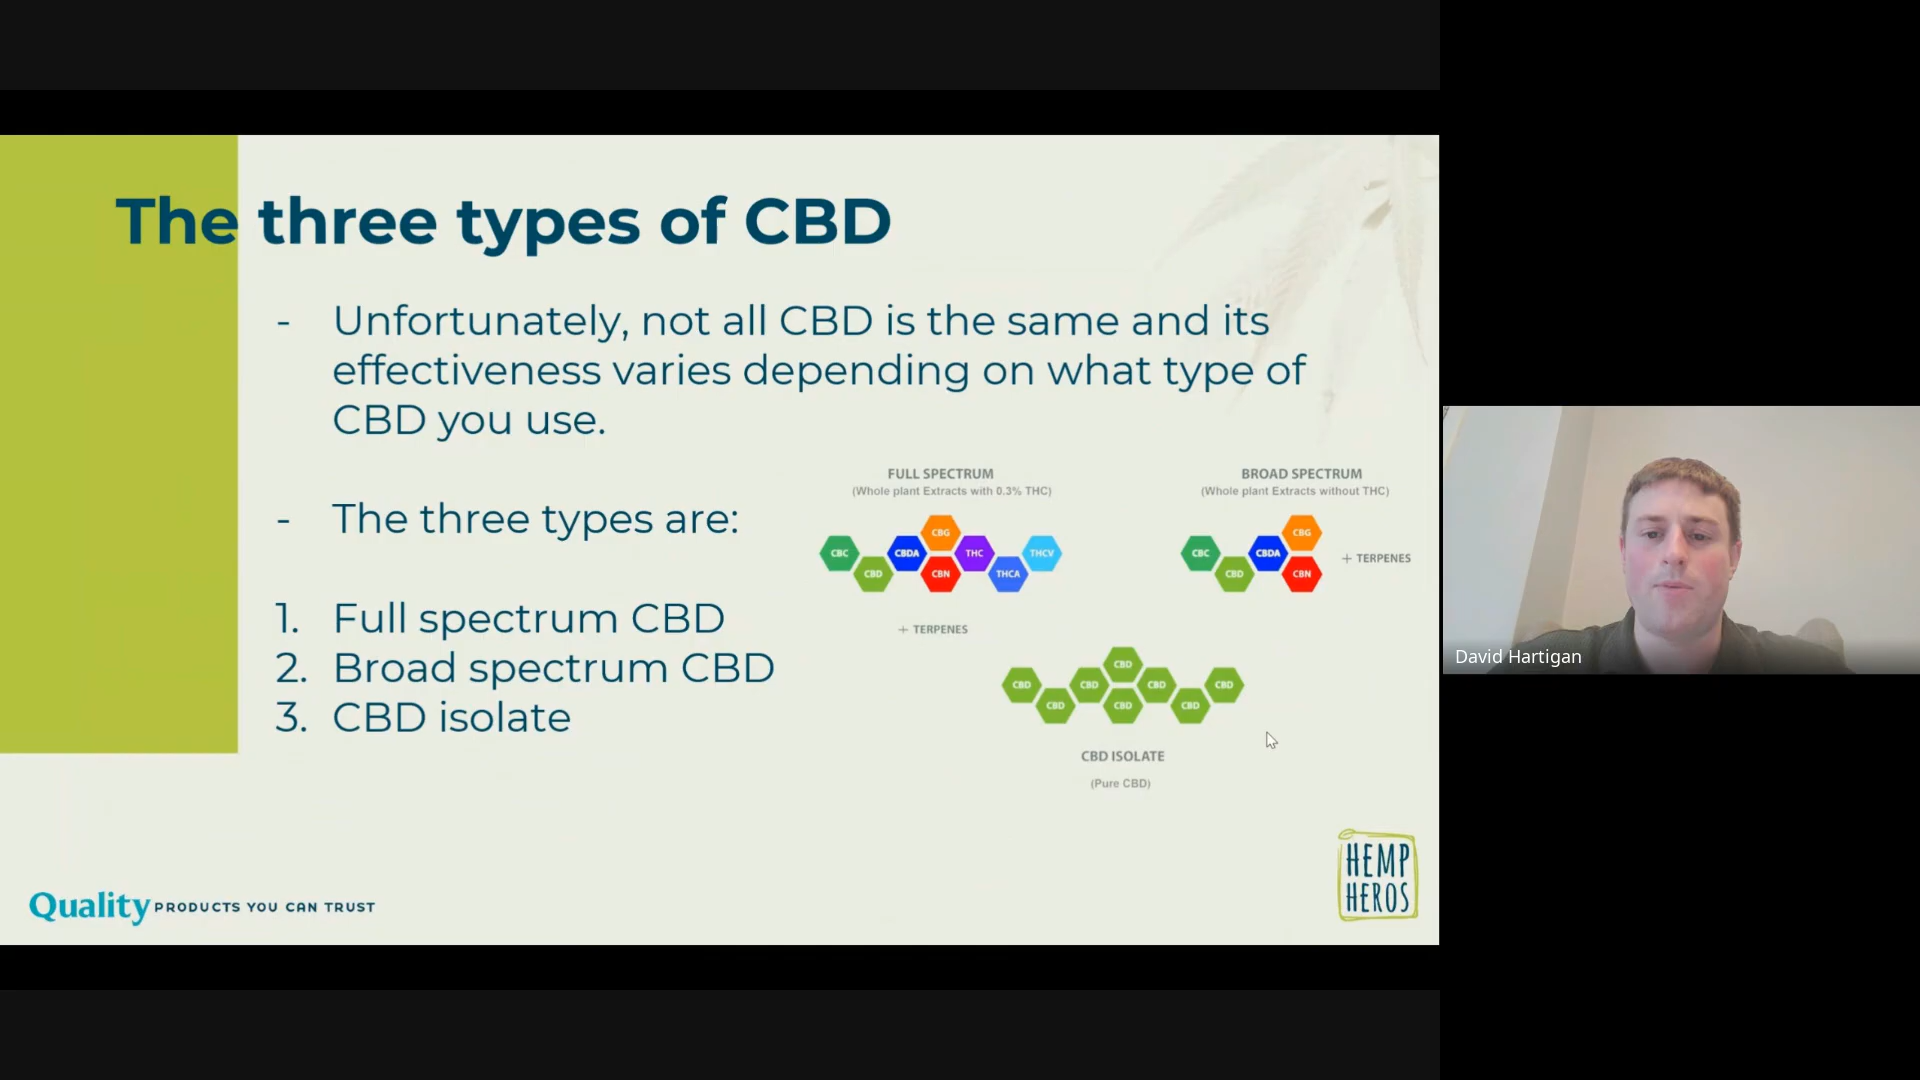 The three types of CBD
- Unfortunately, not all CBD is the same and its
effectiveness varies depending on what type of
CBD you use.
- The three types are:
1. Full spectrum CBD
2. Broad spectrum CBD
3. CBD isolate
FULL SPECTRUM
(Whole plant Extracts with 0.3% THC)
CBG
CBC CBDA THC THCV
CBD CBN THCA
+ TERPENES
BROAD SPECTRUM
(Whole plant Extracts without THC)
CBG
CBC CBDA
CBD CBN
+ TERPENES
CBD
CBD CBD CBD CBD
CBD CBD CBD
CBD ISOLATE
(Pure CBD)
Quality PRODUCTS YOU CAN TRUST
HEMP
HEROS
David Hartigan